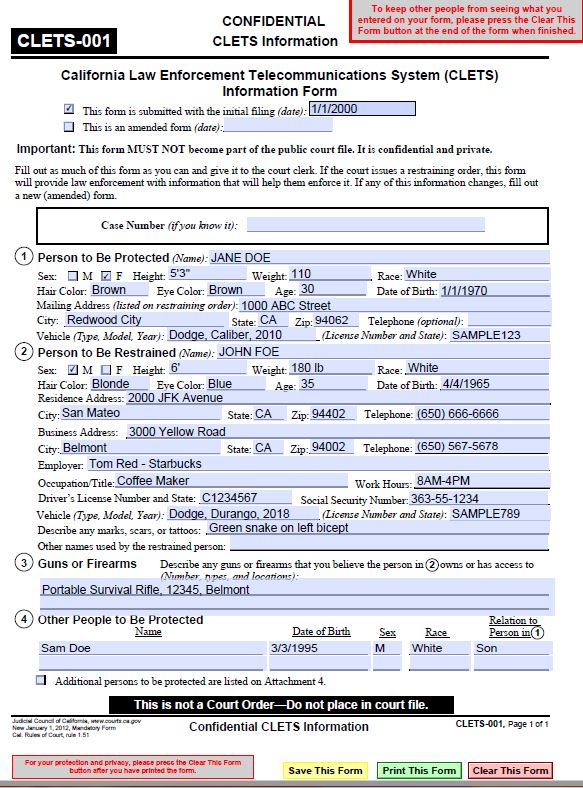 CLETS-001
CONFIDENTIAL
CLETS Information
To keep other people from seeing what you
entered on your form, please press the Clear This
Form button at the end of the form when finished.
California Law Enforcement Telecommunications System (CLETS)
Information Form
This form is submitted with the initial filing (date): 1/1/2000
This is an amended form (date):
Important: This form MUST NOT become part of the public court file. It is confidential and private.
Fill out as much of this form as you can and give it to the court clerk. If the court issues a restraining order, this form
will provide law enforcement with information that will help them enforce it. If any of this information changes, fill out
a new (amended) form.
Case Number (if you know it):
1 Person to Be Protected (Name): JANE DOE
Sex: M F Height: 5'3" Weight: 110 Race: White
Hair Color: Brown Eye Color: Brown Age: 30 Date of Birth: 1/1/1970
Mailing Address (listed on restraining order): 1000 ABC Street
City: Redwood City State: CA Zip: 94062 Telephone (optional):
Vehicle (Type, Model, Year): Dodge, Caliber, 2010 (License Number and State): SAMPLE123
2 Person to Be Restrained (Name): JOHN FOE
Sex: M F Height: 6' Weight: 180 lb Race: White
Hair Color: Blonde Eye Color: Blue Age: 35 Date of Birth: 4/4/1965
Residence Address: 2000 JFK Avenue
City: San Mateo State: CA Zip: 94402 Telephone: (650) 666-6666
Business Address: 3000 Yellow Road
City: Belmont State: CA Zip: 94002 Telephone: (650) 567-5678
Employer: Tom Red - Starbucks
Occupation/Title: Coffee Maker Work Hours: 8AM-4PM
Driver's License Number and State: C1234567 Social Security Number: 363-55-1234
Vehicle (Type, Model, Year): Dodge, Durango, 2018 (License Number and State): SAMPLE789
Describe any marks, scars, or tattoos: Green snake on left bicept
Other names used by the restrained person:
3 Guns or Firearms Describe any guns or firearms that you believe the person in 2 owns or has access to
(Number, types, and locations):
Portable Survival Rifle, 12345, Belmont
4 Other People to Be Protected
Name Date of Birth Sex Race Relation to Person in 1
Sam Doe 3/3/1995 M White Son
Additional persons to be protected are listed on Attachment 4.
This is not a Court Order—Do not place in court file.
Judicial Council of California, www.courts.ca.gov
New January 1, 2012, Mandatory Form
Cal. Rules of Court, rule 1.51
Confidential CLETS Information
CLETS-001, Page 1 of 1
For your protection and privacy, please press the Clear This Form
button after you have printed the form.
Save This Form Print This Form Clear This Form